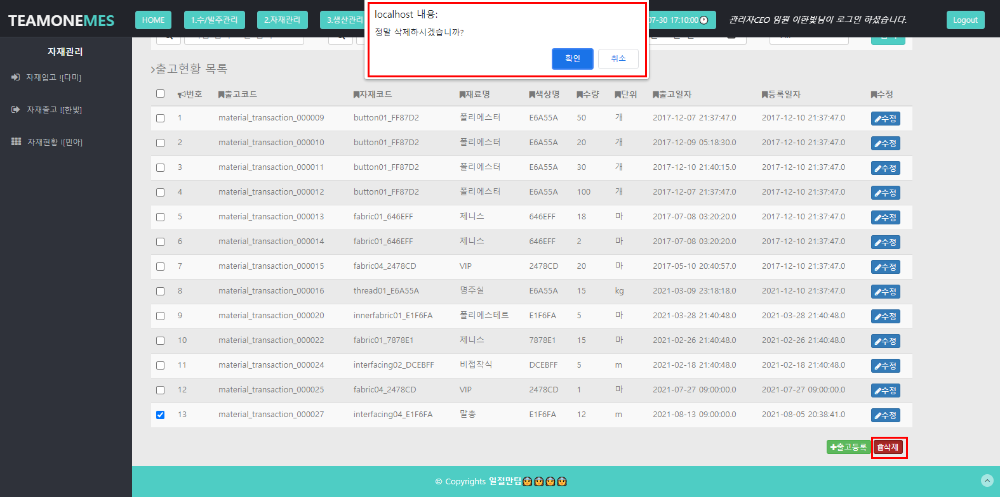 TEAMONEMES
HOME
1.수/발주관리
2.자재관리
3.생산관리
07-30 17:10:00
관리자CEO 임원 이한빛님이 로그인 하셨습니다.
Logout
localhost 내용:
정말 삭제하시겠습니까?
확인
취소
자재관리
자재입고 ![다미]
자재출고 ![한빛]
자재현황 ![민아]
>출고현황 목록
번호 출고코드 자재코드 재료명 색상명 수량 단위 출고일자 등록일자 수정
1 material_transaction_000009 button01_FF87D2 폴리에스터 E6A55A 50 개 2017-12-07 21:37:47.0 2017-12-10 21:37:47.0 수정
2 material_transaction_000010 button01_FF87D2 폴리에스터 E6A55A 20 개 2017-12-09 05:18:30.0 2017-12-10 21:37:47.0 수정
3 material_transaction_000011 button01_FF87D2 폴리에스터 E6A55A 30 개 2017-12-10 21:40:15.0 2017-12-10 21:37:47.0 수정
4 material_transaction_000012 button01_FF87D2 폴리에스터 E6A55A 100 개 2017-12-07 21:37:47.0 2017-12-10 21:37:47.0 수정
5 material_transaction_000013 fabric01_646EFF 제니스 646EFF 18 마 2017-07-08 03:20:20.0 2017-12-10 21:37:47.0 수정
6 material_transaction_000014 fabric01_646EFF 제니스 646EFF 2 마 2017-07-08 03:20:20.0 2017-12-10 21:37:47.0 수정
7 material_transaction_000015 fabric04_2478CD VIP 2478CD 20 마 2017-05-10 20:40:57.0 2017-12-10 21:37:47.0 수정
8 material_transaction_000016 thread01_E6A55A 명주실 E6A55A 15 kg 2021-03-09 23:18:18.0 2021-12-10 21:37:47.0 수정
9 material_transaction_000020 innerfabric01_E1F6FA 폴리에스테르 E1F6FA 5 마 2021-03-28 21:40:48.0 2021-03-28 21:40:48.0 수정
10 material_transaction_000022 fabric01_7878E1 제니스 7878E1 15 마 2021-02-26 21:40:48.0 2021-02-26 21:40:48.0 수정
11 material_transaction_000024 interfacing02_DCEBFF 비접착식 DCEBFF 5 m 2021-02-18 21:40:48.0 2021-02-18 21:40:48.0 수정
12 material_transaction_000025 fabric04_2478CD VIP 2478CD 1 마 2021-07-27 09:00:00.0 2021-07-27 09:00:00.0 수정
13 material_transaction_000027 interfacing04_E1F6FA 말총 E1F6FA 12 m 2021-08-13 09:00:00.0 2021-08-05 20:38:41.0 수정
출고등록
삭제
© Copyrights 일절만팀